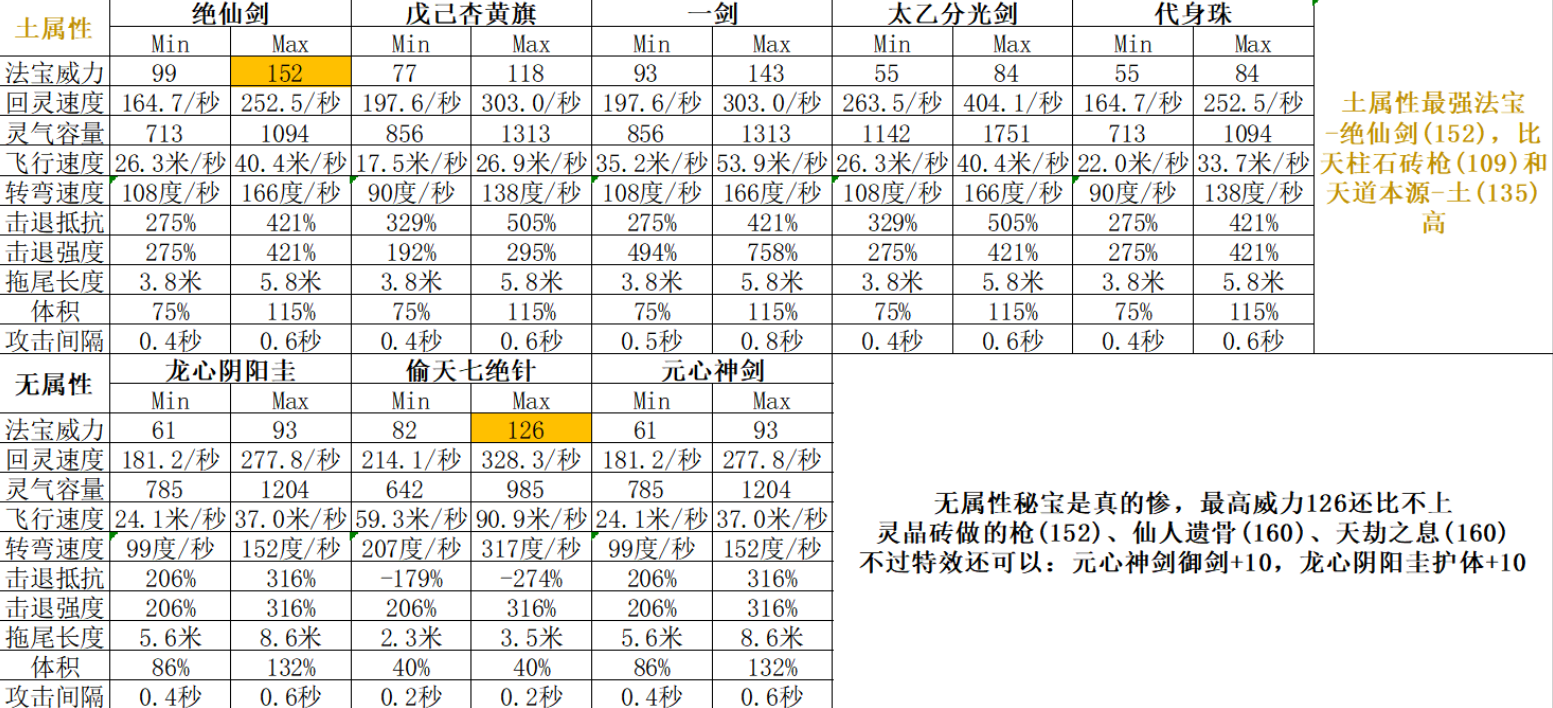 土属性 绝仙剑 戊己杏黄旗 一剑 太乙分光剑 代身珠
Min Max Min Max Min Max Min Max Min Max
法宝威力 99 152 77 118 93 143 55 84 55 84
回灵速度 164.7/秒 252.5/秒 197.6/秒 303.0/秒 197.6/秒 303.0/秒 263.5/秒 404.1/秒 164.7/秒 252.5/秒
灵气容量 713 1094 856 1313 856 1313 1142 1751 713 1094
飞行速度 26.3米/秒 40.4米/秒 17.5米/秒 26.9米/秒 35.2米/秒 53.9米/秒 26.3米/秒 40.4米/秒 22.0米/秒 33.7米/秒
转弯速度 108度/秒 166度/秒 90度/秒 138度/秒 108度/秒 166度/秒 108度/秒 166度/秒 90度/秒 138度/秒
击退抵抗 275% 421% 329% 505% 275% 421% 329% 505% 275% 421%
击退强度 275% 421% 192% 295% 494% 758% 275% 421% 275% 421%
拖尾长度 3.8米 5.8米 3.8米 5.8米 3.8米 5.8米 3.8米 5.8米 3.8米 5.8米
体积 75% 115% 75% 115% 75% 115% 75% 115% 75% 115%
攻击间隔 0.4秒 0.6秒 0.4秒 0.6秒 0.5秒 0.8秒 0.4秒 0.6秒 0.4秒 0.6秒
土属性最强法宝
-绝仙剑(152)，比
天柱石砖枪(109)和
天道本源-土(135)
高
无属性 龙心阴阳圭 偷天七绝针 元心神剑
Min Max Min Max Min Max
法宝威力 61 93 82 126 61 93
回灵速度 181.2/秒 277.8/秒 214.1/秒 328.3/秒 181.2/秒 277.8/秒
灵气容量 785 1204 642 985 785 1204
飞行速度 24.1米/秒 37.0米/秒 59.3米/秒 90.9米/秒 24.1米/秒 37.0米/秒
转弯速度 99度/秒 152度/秒 207度/秒 317度/秒 99度/秒 152度/秒
击退抵抗 206% 316% -179% -274% 206% 316%
击退强度 206% 316% 206% 316% 206% 316%
拖尾长度 5.6米 8.6米 2.3米 3.5米 5.6米 8.6米
体积 86% 132% 40% 40% 86% 132%
攻击间隔 0.4秒 0.6秒 0.2秒 0.2秒 0.4秒 0.6秒
无属性秘宝是真的惨，最高威力126还比不上
灵晶砖做的枪(152)、仙人遗骨(160)、天劫之息(160)
不过特效还可以：元心神剑御剑+10，龙心阴阳圭护体+10